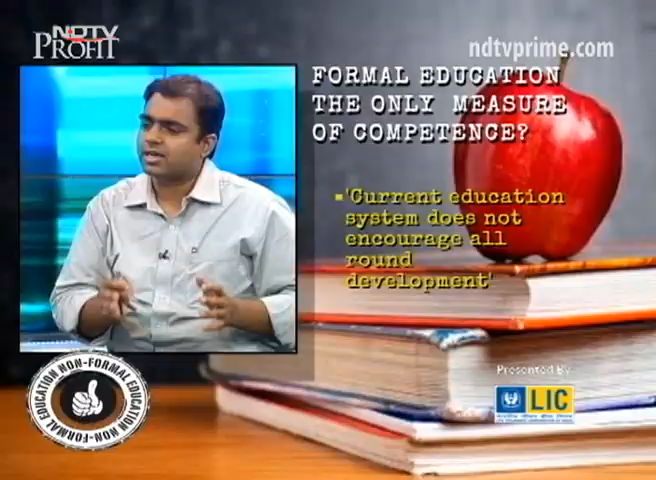 NDTV
PROFIT
ndtvprime.com
FORMAL EDUCATION
THE ONLY MEASURE
OF COMPETENCE?
'Current education
system does not
encourage all
round
development'
NON-FORMAL EDUCATION NON-FORMAL EDUCATION
Presented By
LIC